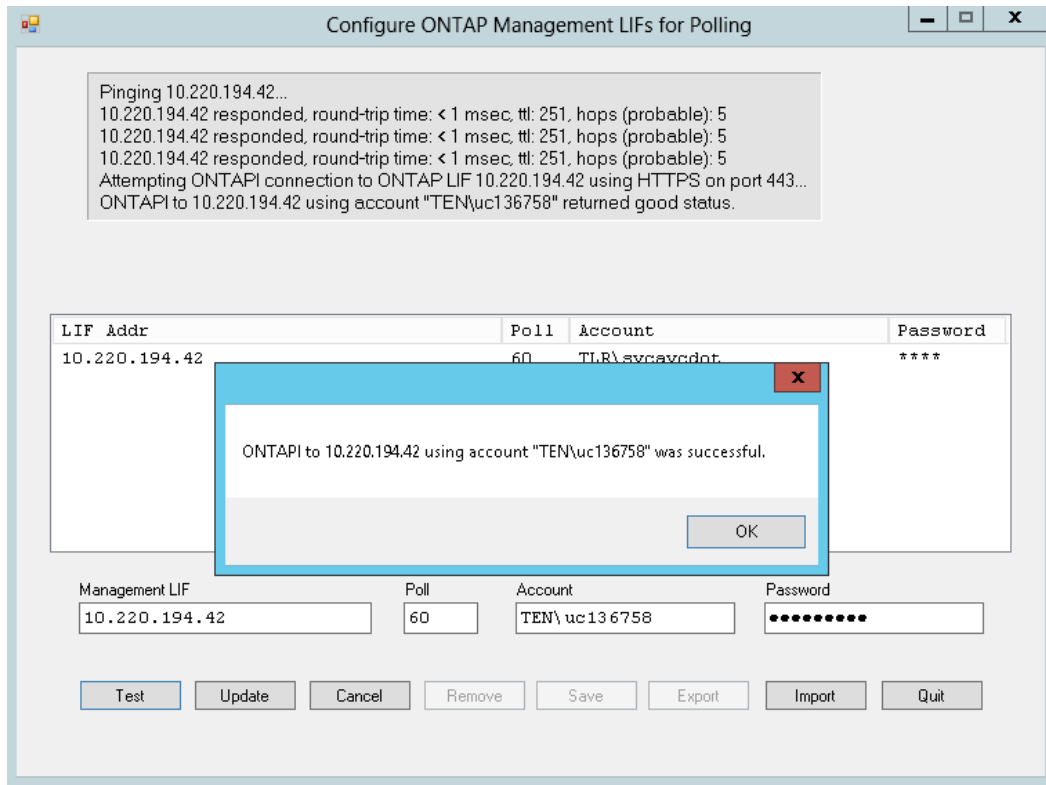 Configure ONTAP Management LIFs for Polling
Pinging 10.220.194.42...
10.220.194.42 responded, round-trip time: < 1 msec, ttl: 251, hops (probable): 5
10.220.194.42 responded, round-trip time: < 1 msec, ttl: 251, hops (probable): 5
10.220.194.42 responded, round-trip time: < 1 msec, ttl: 251, hops (probable): 5
Attempting ONTAPI connection to ONTAP LIF 10.220.194.42 using HTTPS on port 443...
ONTAPI to 10.220.194.42 using account "TEN\uc136758" returned good status.
LIF Addr Poll Account Password
10.220.194.42 60 ****
ONTAPI to 10.220.194.42 using account "TEN\uc136758" was successful.
OK
Management LIF Poll Account Password
10.220.194.42 60 TEN\uc136758 •••••••••
Test Update Cancel Remove Save Export Import Quit